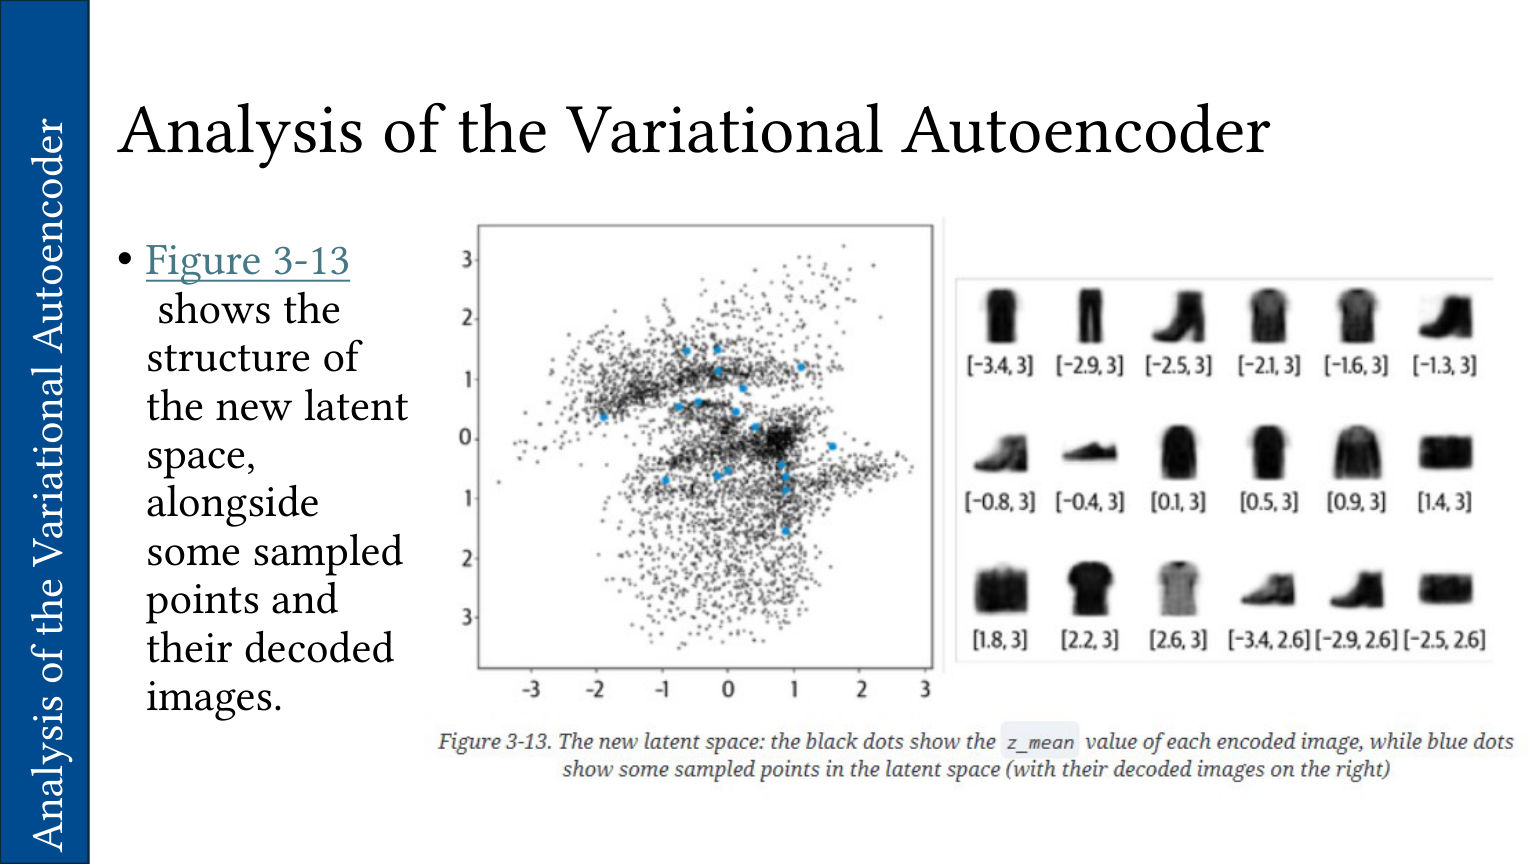 Analysis of the Variational Autoencoder
Analysis of the Variational Autoencoder
• Figure 3-13
shows the
structure of
the new latent
space,
alongside
some sampled
points and
their decoded
images.
3
2
1
0
1
2
3
-3 -2 -1 0 1 2 3
[−3.4, 3] [−2.9, 3] [−2.5, 3] [−2.1, 3] [−1.6, 3] [−1.3, 3]
[−0.8, 3] [−0.4, 3] [0.1, 3] [0.5, 3] [0.9, 3] [1.4, 3]
[1.8, 3] [2.2, 3] [2.6, 3] [−3.4, 2.6] [−2.9, 2.6] [−2.5, 2.6]
Figure 3-13. The new latent space: the black dots show the z_mean value of each encoded image, while blue dots
show some sampled points in the latent space (with their decoded images on the right)